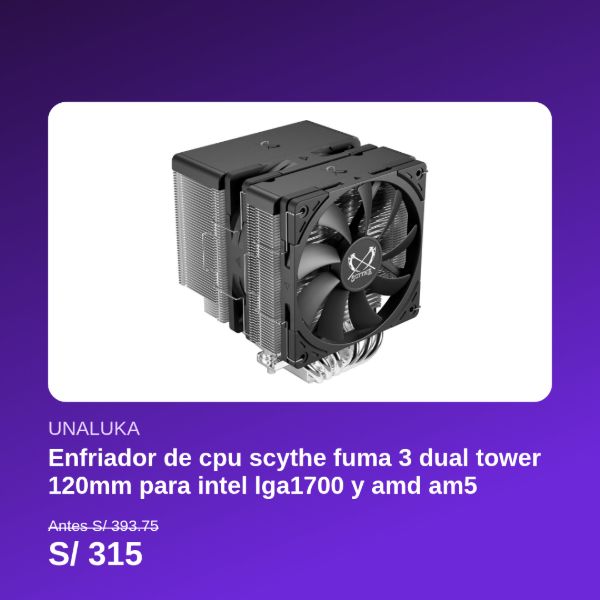 SCYTHE
UNALUKA
Enfriador de cpu scythe fuma 3 dual tower
120mm para intel lga1700 y amd am5
Antes S/ 393.75
S/ 315